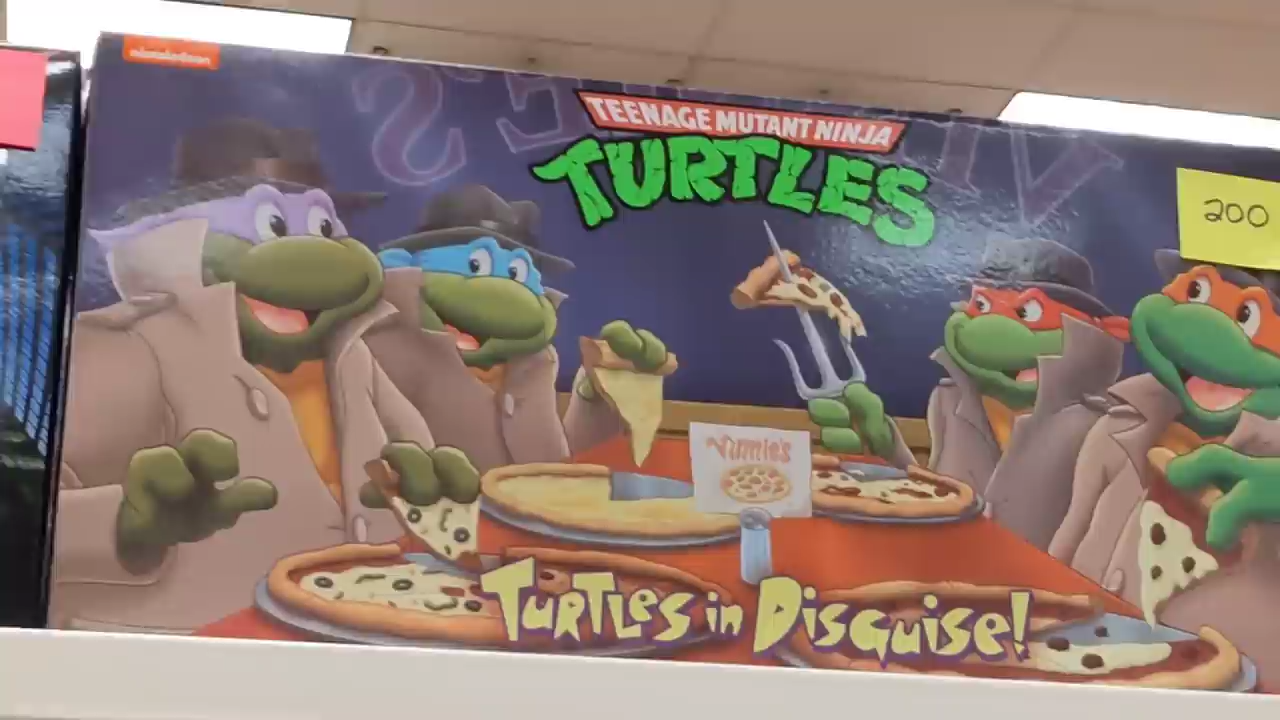 nickelodeon
TEENAGE MUTANT NINJA
TURTLES
200
Vinnie's
Turtles in Disguise!